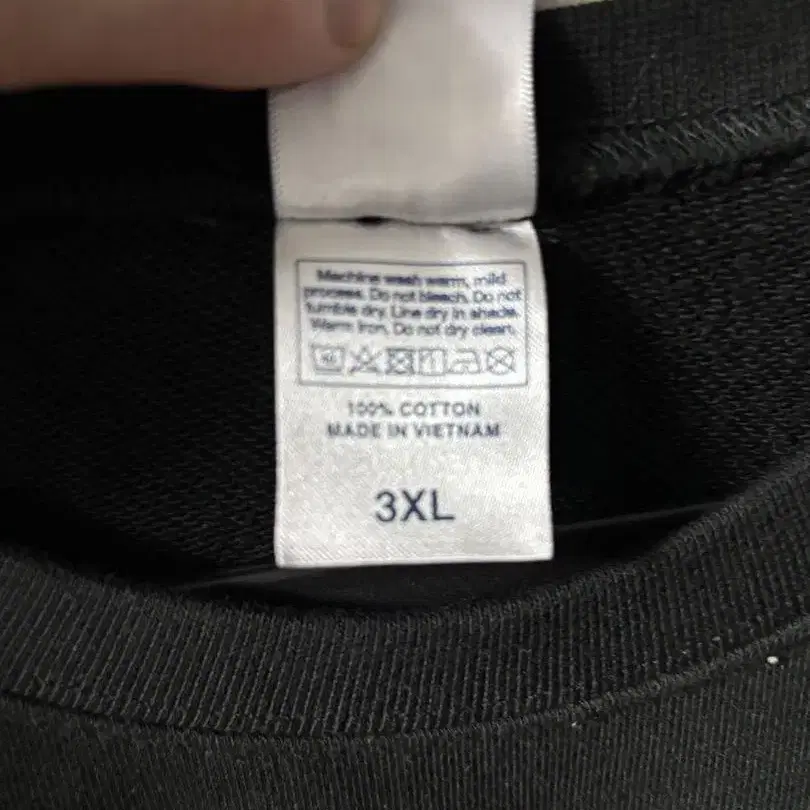 Machine wash warm, mild
process. Do not bleach. Do not
tumble dry. Line dry in shade.
Warm iron. Do not dry clean.
100% COTTON
MADE IN VIETNAM
3XL